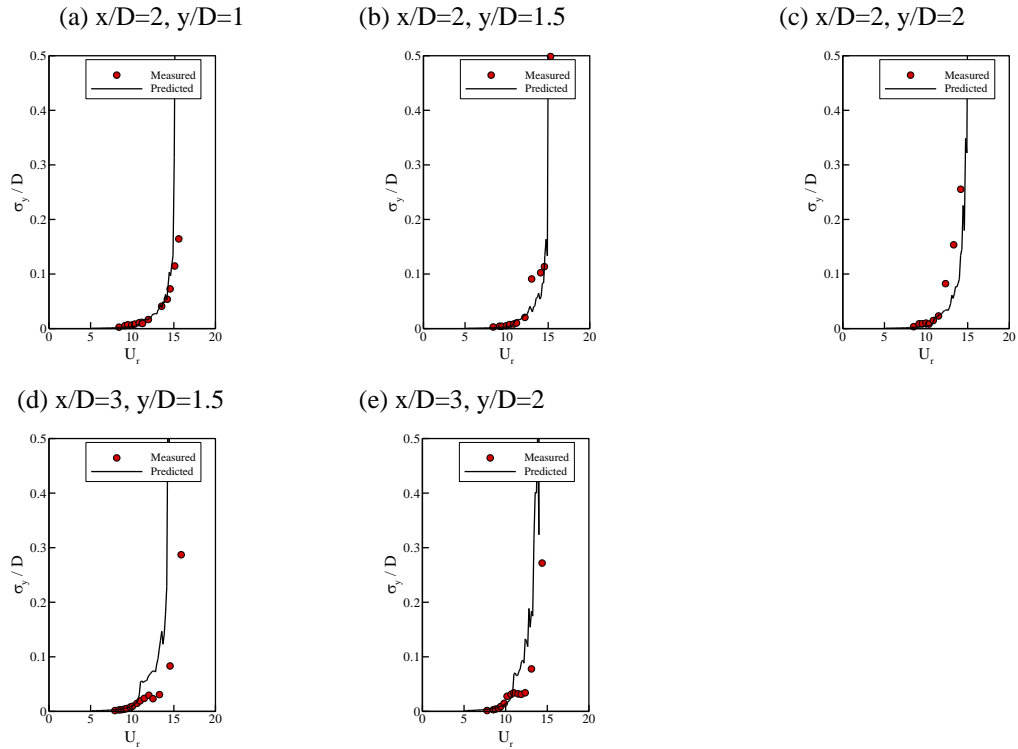 (a) x/D=2, y/D=1
(b) x/D=2, y/D=1.5
(c) x/D=2, y/D=2
0.5
0.4
0.3
0.2
0.1
0
σy / D
Measured
Predicted
0 5 10 15 20
Ur
0.5
0.4
0.3
0.2
0.1
0
σy / D
Measured
Predicted
0 5 10 15 20
Ur
0.5
0.4
0.3
0.2
0.1
0
σy / D
Measured
Predicted
0 5 10 15 20
Ur
(d) x/D=3, y/D=1.5
(e) x/D=3, y/D=2
0.5
0.4
0.3
0.2
0.1
0
σy / D
Measured
Predicted
0 5 10 15 20
Ur
0.5
0.4
0.3
0.2
0.1
0
σy / D
Measured
Predicted
0 5 10 15 20
Ur